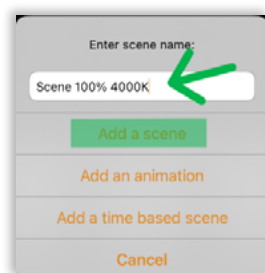 Enter scene name:
Scene 100% 4000K
Add a scene
Add an animation
Add a time based scene
Cancel